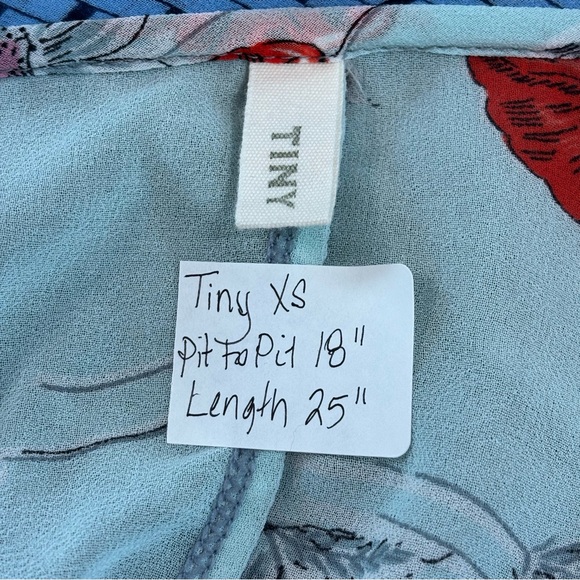 TINY
Tiny XS
Pit To Pit 18"
Length 25"